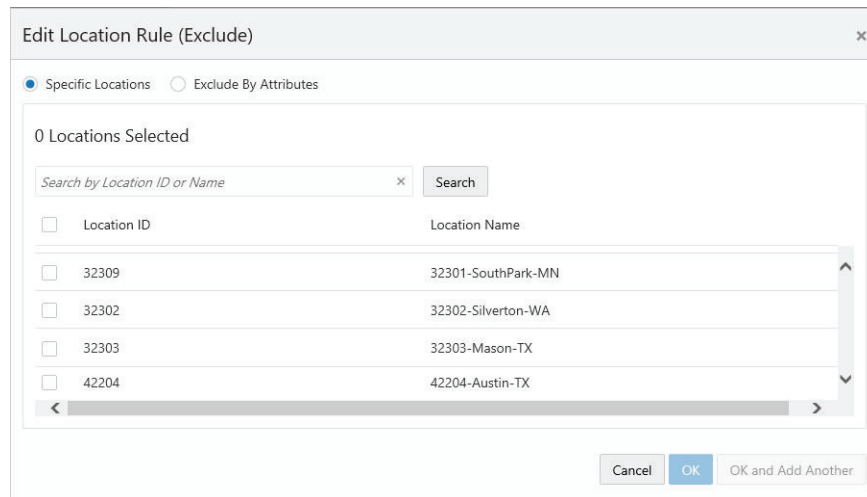 Edit Location Rule (Exclude) ×
Specific Locations Exclude By Attributes
0 Locations Selected
Search by Location ID or Name × Search
Location ID Location Name
32309 32301-SouthPark-MN
32302 32302-Silverton-WA
32303 32303-Mason-TX
42204 42204-Austin-TX
Cancel OK OK and Add Another